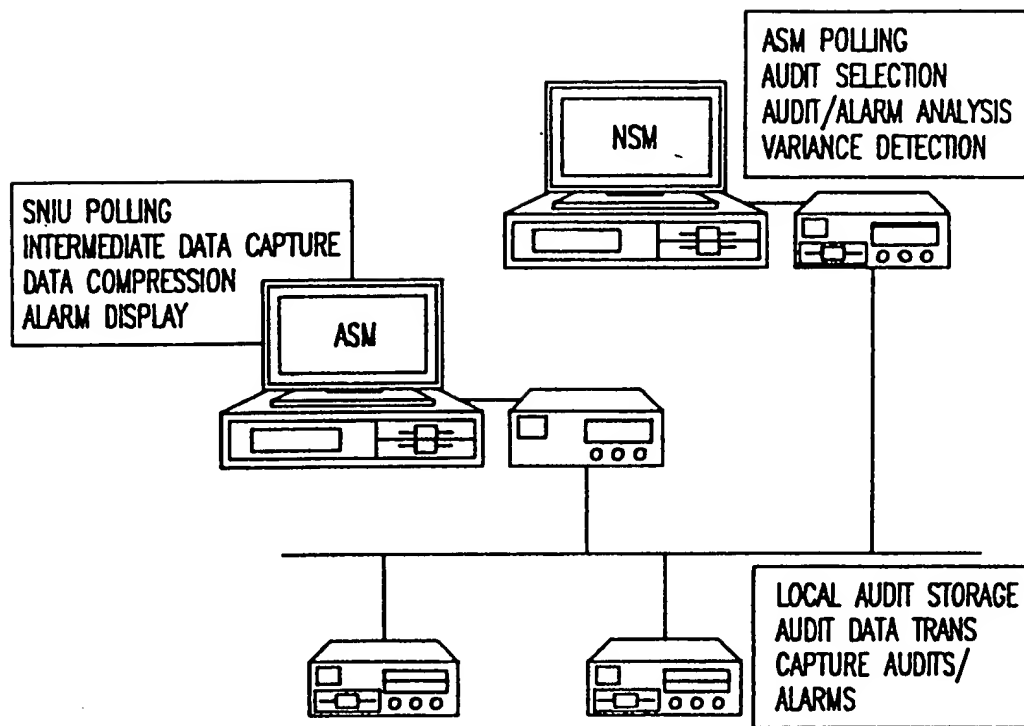 ASM POLLING
AUDIT SELECTION
AUDIT/ALARM ANALYSIS
VARIANCE DETECTION
NSM
SNIU POLLING
INTERMEDIATE DATA CAPTURE
DATA COMPRESSION
ALARM DISPLAY
ASM
LOCAL AUDIT STORAGE
AUDIT DATA TRANS
CAPTURE AUDITS/
ALARMS